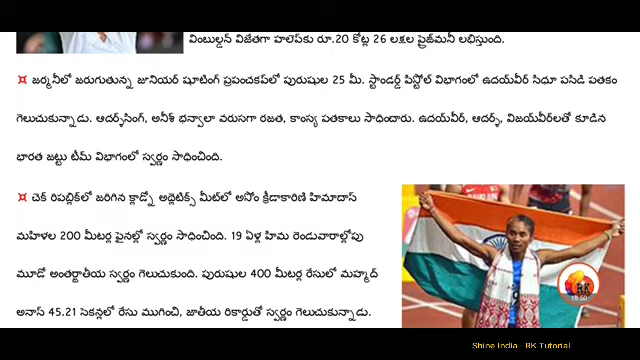 వింబుల్డన్ విజేతగా హలెప్‌కు రూ.20 కోట్ల 26 లక్షల ప్రైజ్‌మనీ లభిస్తుంది.
¤ జర్మనీలో జరుగుతున్న జూనియర్ షూటింగ్ ప్రపంచకప్‌లో పురుషుల 25 మీ. స్టాండర్డ్ పిస్టోల్ విభాగంలో ఉదయ్‌వీర్ సిధూ పసిడి పతకం
గెలుచుకున్నాడు. ఆదర్శ్‌సింగ్, అనీశ్ భన్వాలా వరుసగా రజత, కాంస్య పతకాలు సాధించారు. ఉదయ్‌వీర్, ఆదర్శ్, విజయ్‌వీర్‌లతో కూడిన
భారత జట్టు టీమ్ విభాగంలో స్వర్ణం సాధించింది.
¤ చెక్ రిపబ్లిక్‌లో జరిగిన క్లాడ్నో అథ్లెటిక్స్ మీట్‌లో అసోం క్రీడాకారిణి హిమాదాస్
మహిళల 200 మీటర్ల ఫైనల్లో స్వర్ణం సాధించింది. 19 ఏళ్ల హిమ రెండువారాల్లోపు
మూడో అంతర్జాతీయ స్వర్ణం గెలుచుకుంది. పురుషుల 400 మీటర్ల రేసులో మహ్మద్
అనాస్ 45.21 సెకన్లలో రేసు ముగించి, జాతీయ రికార్డుతో స్వర్ణం గెలుచుకున్నాడు.
RK
18:50
Shine India - RK Tutorial